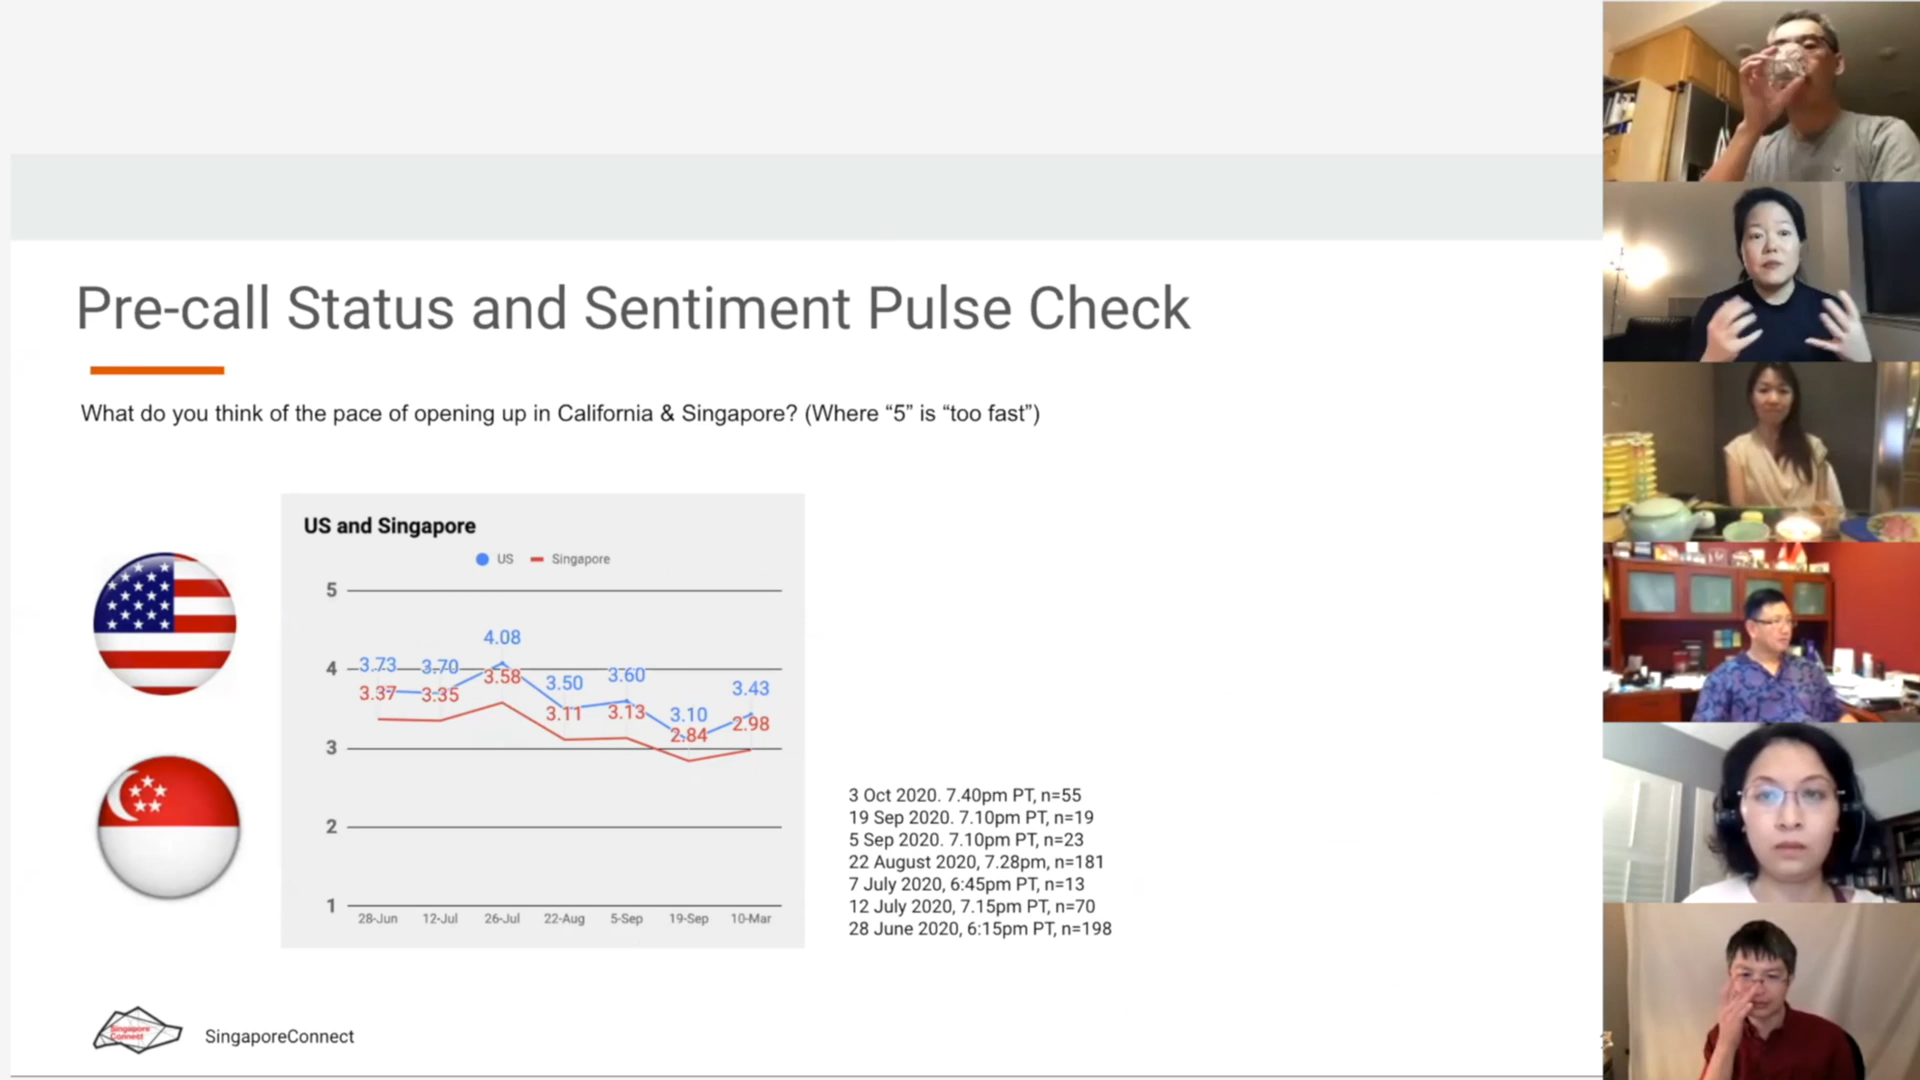 Pre-call Status and Sentiment Pulse Check
What do you think of the pace of opening up in California & Singapore? (Where “5” is “too fast”)
US and Singapore
US Singapore
5
4
3
2
1
3.73 3.70 4.08 3.50 3.60 3.10 3.43
3.37 3.35 3.58 3.11 3.13 2.84 2.98
28-Jun 12-Jul 26-Jul 22-Aug 5-Sep 19-Sep 10-Mar
3 Oct 2020. 7.40pm PT, n=55
19 Sep 2020. 7.10pm PT, n=19
5 Sep 2020. 7.10pm PT, n=23
22 August 2020, 7.28pm, n=181
7 July 2020, 6:45pm PT, n=13
12 July 2020, 7.15pm PT, n=70
28 June 2020, 6:15pm PT, n=198
Singapore
Connect
SingaporeConnect